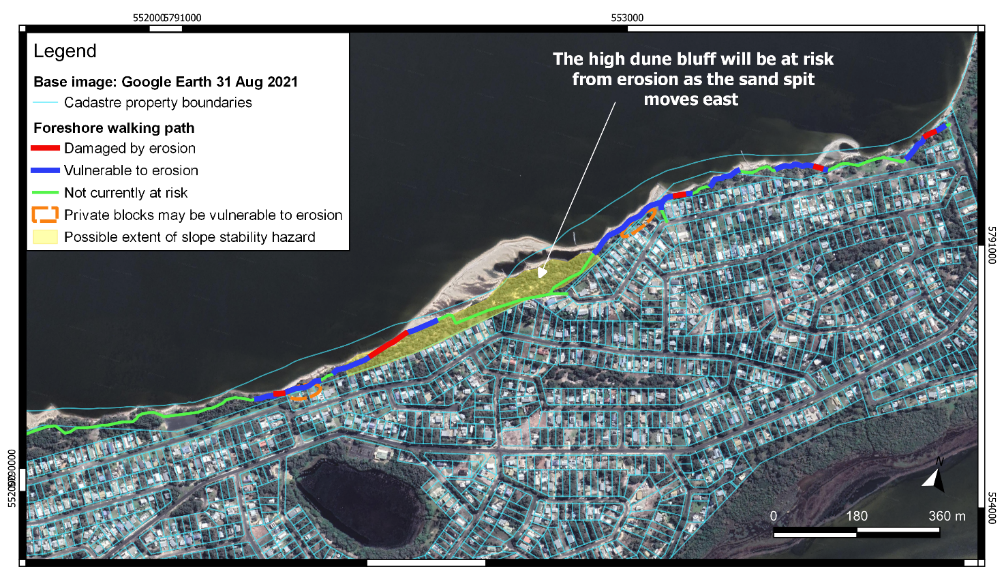 5520005791000
553000
Legend
Base image: Google Earth 31 Aug 2021
Cadastre property boundaries
Foreshore walking path
Damaged by erosion
Vulnerable to erosion
Not currently at risk
Private blocks may be vulnerable to erosion
Possible extent of slope stability hazard
The high dune bluff will be at risk
from erosion as the sand spit
moves east
5791000
554000
N
0 180 360 m